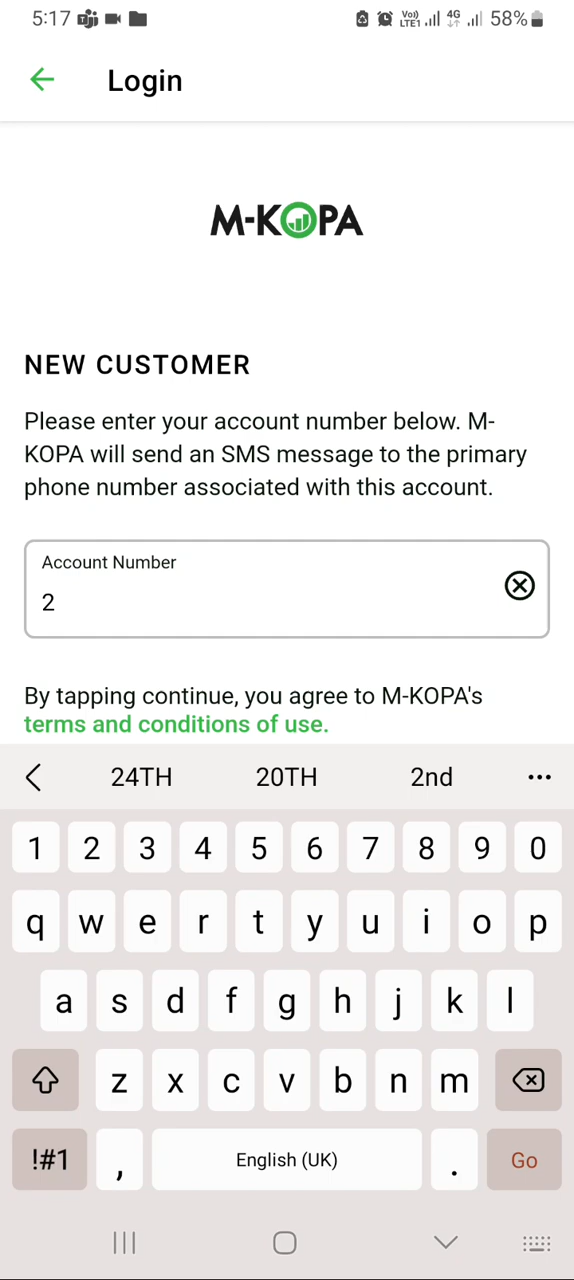 5:17 Vo)) LTE1 4G 58%
Login
M-KOPA
NEW CUSTOMER
Please enter your account number below. M-
KOPA will send an SMS message to the primary
phone number associated with this account.
Account Number
2
By tapping continue, you agree to M-KOPA's
terms and conditions of use.
24TH 20TH 2nd
1 2 3 4 5 6 7 8 9 0
q w e r t y u i o p
a s d f g h j k l
z x c v b n m
!#1 , English (UK) . Go